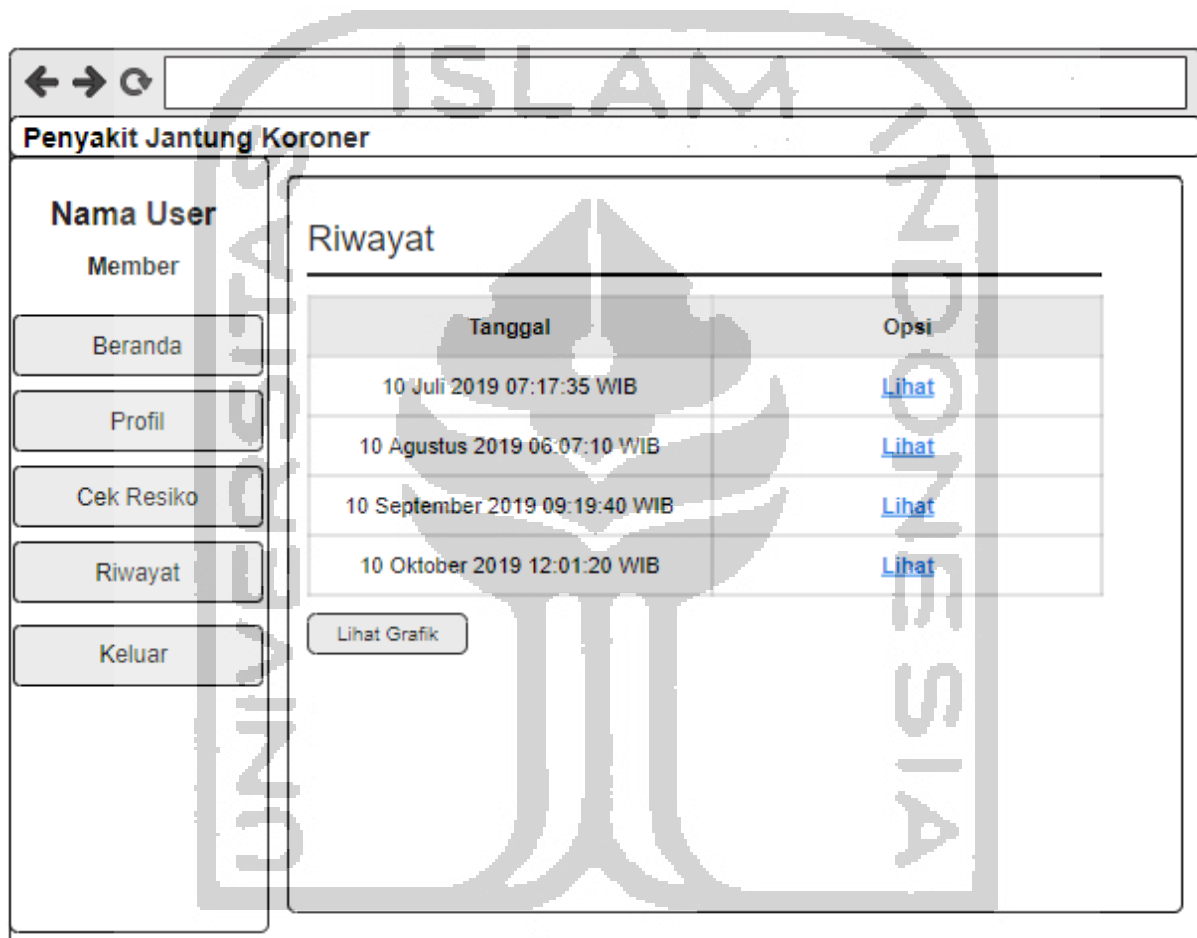 Penyakit Jantung Koroner
Nama User
Member
Beranda
Profil
Cek Resiko
Riwayat
Keluar
Riwayat
Tanggal Opsi
10 Juli 2019 07:17:35 WIB Lihat
10 Agustus 2019 06:07:10 WIB Lihat
10 September 2019 09:19:40 WIB Lihat
10 Oktober 2019 12:01:20 WIB Lihat
Lihat Grafik
UNIVERSITAS
ISLAM
INDONESIA